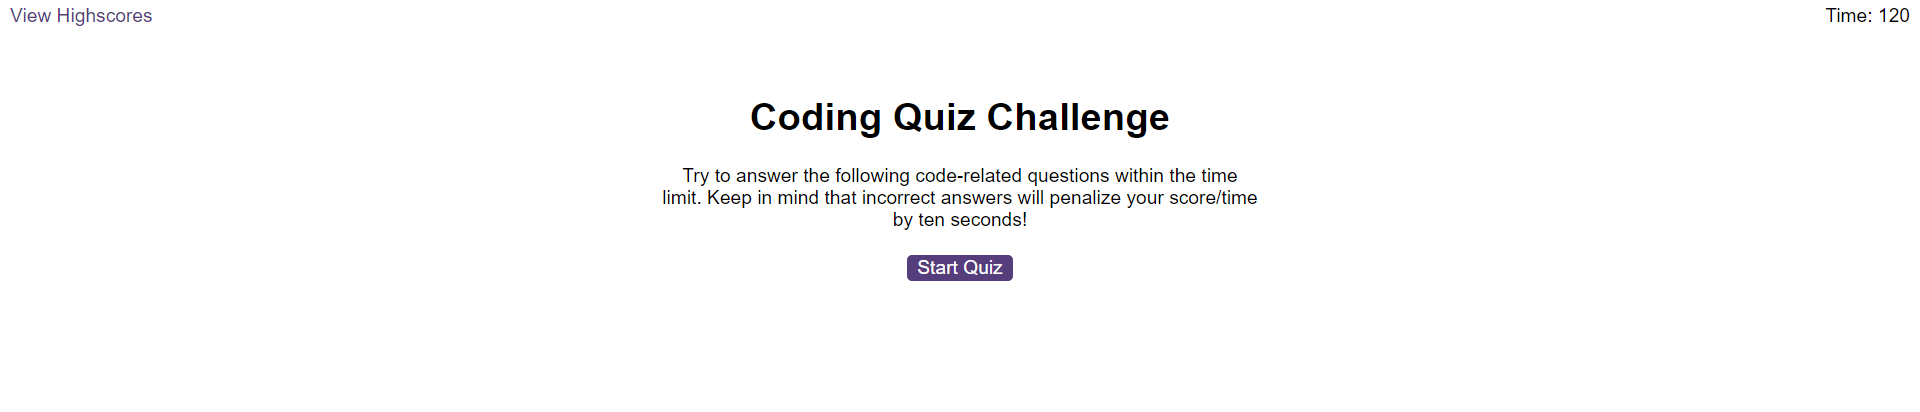 View Highscores
Time: 120
Coding Quiz Challenge
Try to answer the following code-related questions within the time
limit. Keep in mind that incorrect answers will penalize your score/time
by ten seconds!
Start Quiz